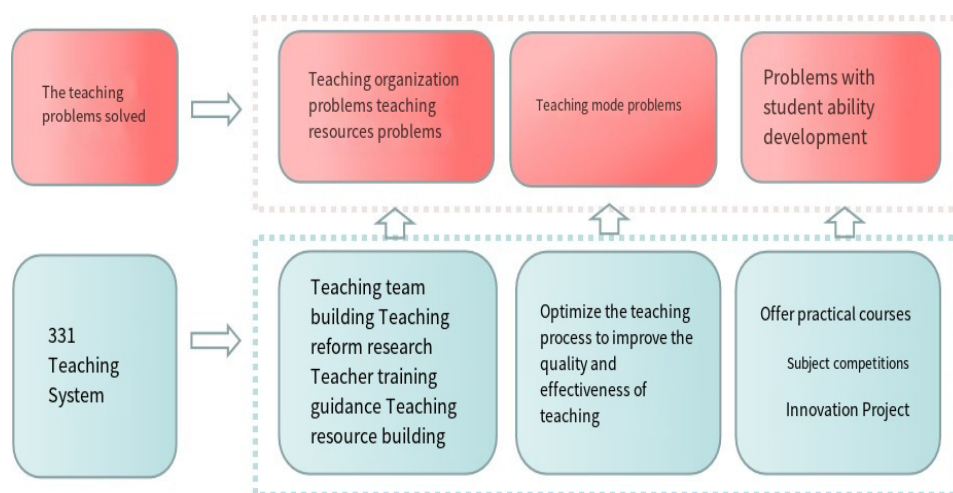 The teaching
problems solved
Teaching organization
problems teaching
resources problems
Teaching mode problems
Problems with
student ability
development
331
Teaching
System
Teaching team
building Teaching
reform research
Teacher training
guidance Teaching
resource building
Optimize the teaching
process to improve the
quality and
effectiveness of
teaching
Offer practical courses
Subject competitions
Innovation Project